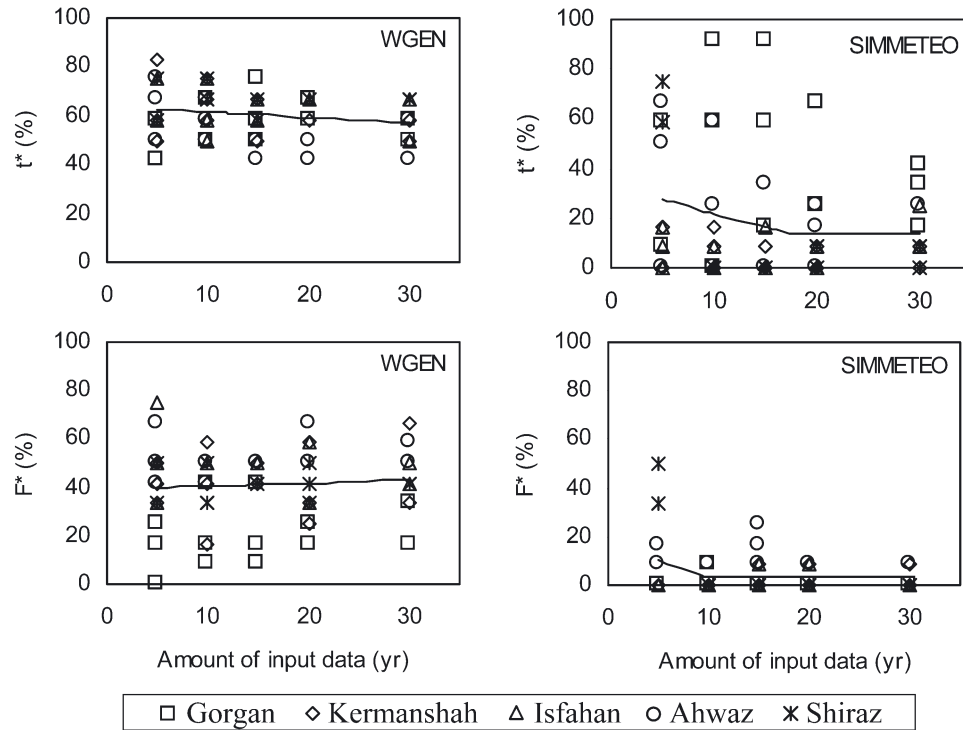 WGEN
t* (%)
100
80
60
40
20
0
0 10 20 30
SIMMETEO
t* (%)
100
80
60
40
20
0
0 10 20 30
WGEN
F* (%)
100
80
60
40
20
0
0 10 20 30
Amount of input data (yr)
SIMMETEO
F* (%)
100
80
60
40
20
0
0 10 20 30
Amount of input data (yr)
Gorgan Kermanshah Isfahan Ahwaz Shiraz